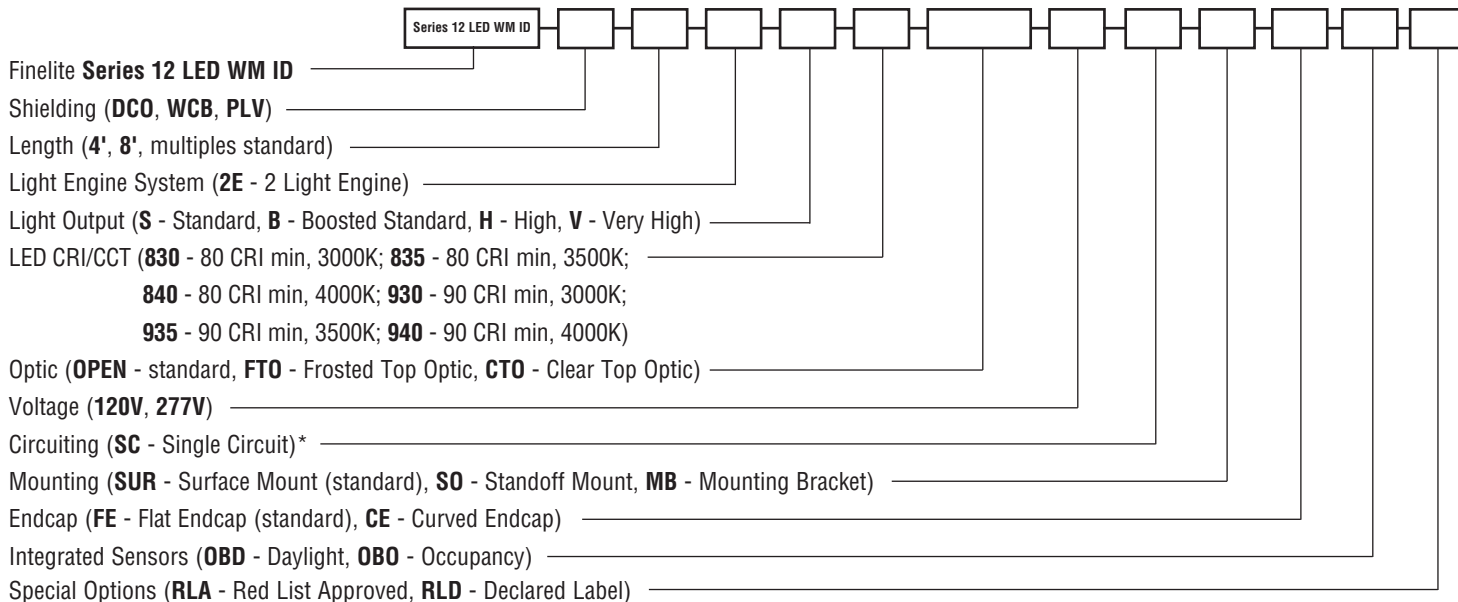 Series 12 LED WM ID
Finelite Series 12 LED WM ID
Shielding (DCO, WCB, PLV)
Length (4', 8', multiples standard)
Light Engine System (2E - 2 Light Engine)
Light Output (S - Standard, B - Boosted Standard, H - High, V - Very High)
LED CRI/CCT (830 - 80 CRI min, 3000K; 835 - 80 CRI min, 3500K;
840 - 80 CRI min, 4000K; 930 - 90 CRI min, 3000K;
935 - 90 CRI min, 3500K; 940 - 90 CRI min, 4000K)
Optic (OPEN - standard, FTO - Frosted Top Optic, CTO - Clear Top Optic)
Voltage (120V, 277V)
Circuiting (SC - Single Circuit)*
Mounting (SUR - Surface Mount (standard), SO - Standoff Mount, MB - Mounting Bracket)
Endcap (FE - Flat Endcap (standard), CE - Curved Endcap)
Integrated Sensors (OBD - Daylight, OBO - Occupancy)
Special Options (RLA - Red List Approved, RLD - Declared Label)